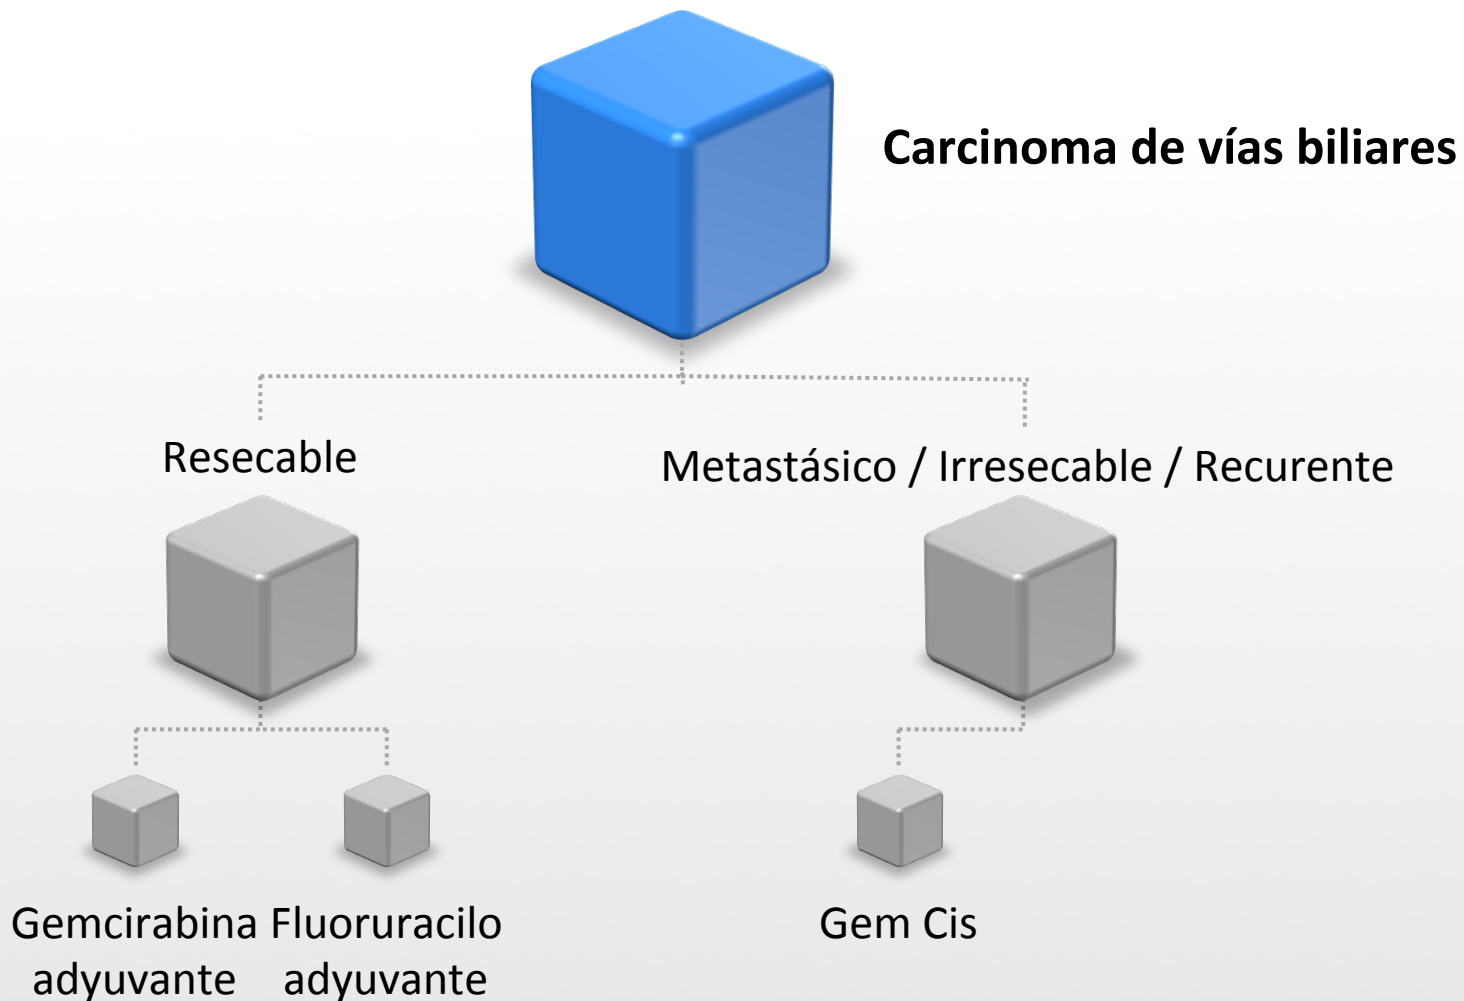 Carcinoma de vías biliares
Resecable
Metastásico / Irresecable / Recurente
Gemcirabina
adyuvante
Fluoruracilo
adyuvante
Gem Cis